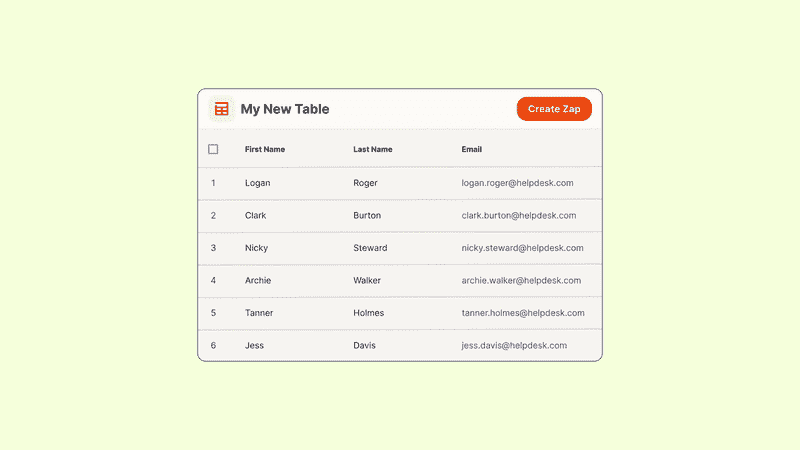 My New Table Create Zap
First Name Last Name Email
1 Logan Roger logan.roger@helpdesk.com
2 Clark Burton clark.burton@helpdesk.com
3 Nicky Steward nicky.steward@helpdesk.com
4 Archie Walker archie.walker@helpdesk.com
5 Tanner Holmes tanner.holmes@helpdesk.com
6 Jess Davis jess.davis@helpdesk.com